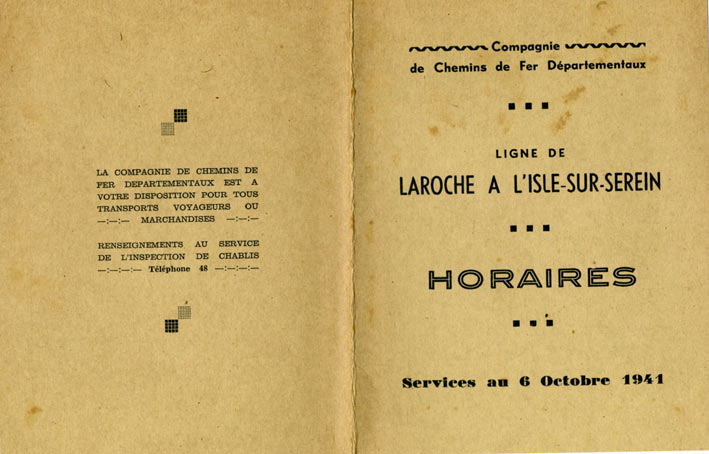 LA COMPAGNIE DE CHEMINS DE
FER DEPARTEMENTAUX EST A
VOTRE DISPOSITION POUR TOUS
TRANSPORTS VOYAGEURS OU
—:—:— MARCHANDISES —:—:—
RENSEIGNEMENTS AU SERVICE
DE L'INSPECTION DE CHABLIS
—:—:—:— Téléphone 48 —:—:—:—
Compagnie
de Chemins de Fer Départementaux
LIGNE DE
LAROCHE A L'ISLE-SUR-SEREIN
HORAIRES
Services au 6 Octobre 1941